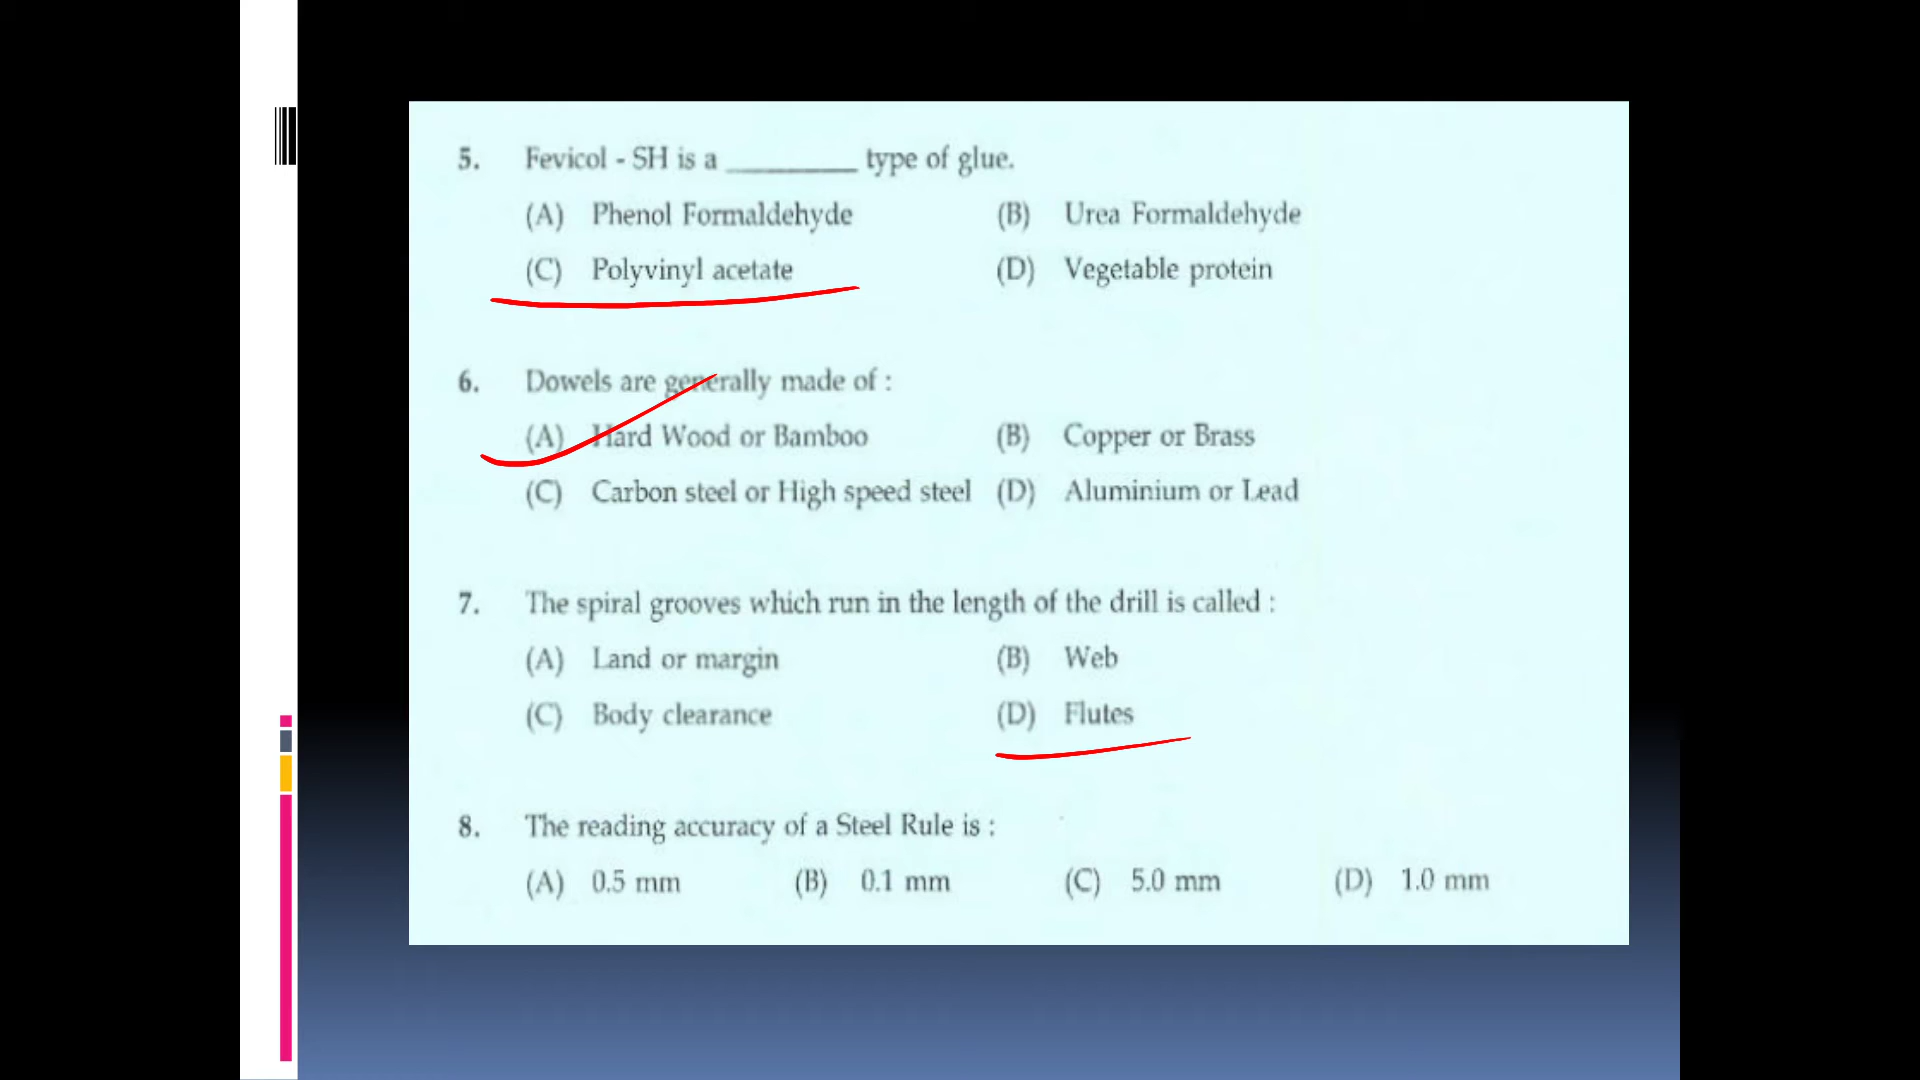 5. Fevicol - SH is a ________ type of glue.
(A) Phenol Formaldehyde (B) Urea Formaldehyde
(C) Polyvinyl acetate (D) Vegetable protein
6. Dowels are generally made of :
(A) Hard Wood or Bamboo (B) Copper or Brass
(C) Carbon steel or High speed steel (D) Aluminium or Lead
7. The spiral grooves which run in the length of the drill is called :
(A) Land or margin (B) Web
(C) Body clearance (D) Flutes
8. The reading accuracy of a Steel Rule is :
(A) 0.5 mm (B) 0.1 mm (C) 5.0 mm (D) 1.0 mm